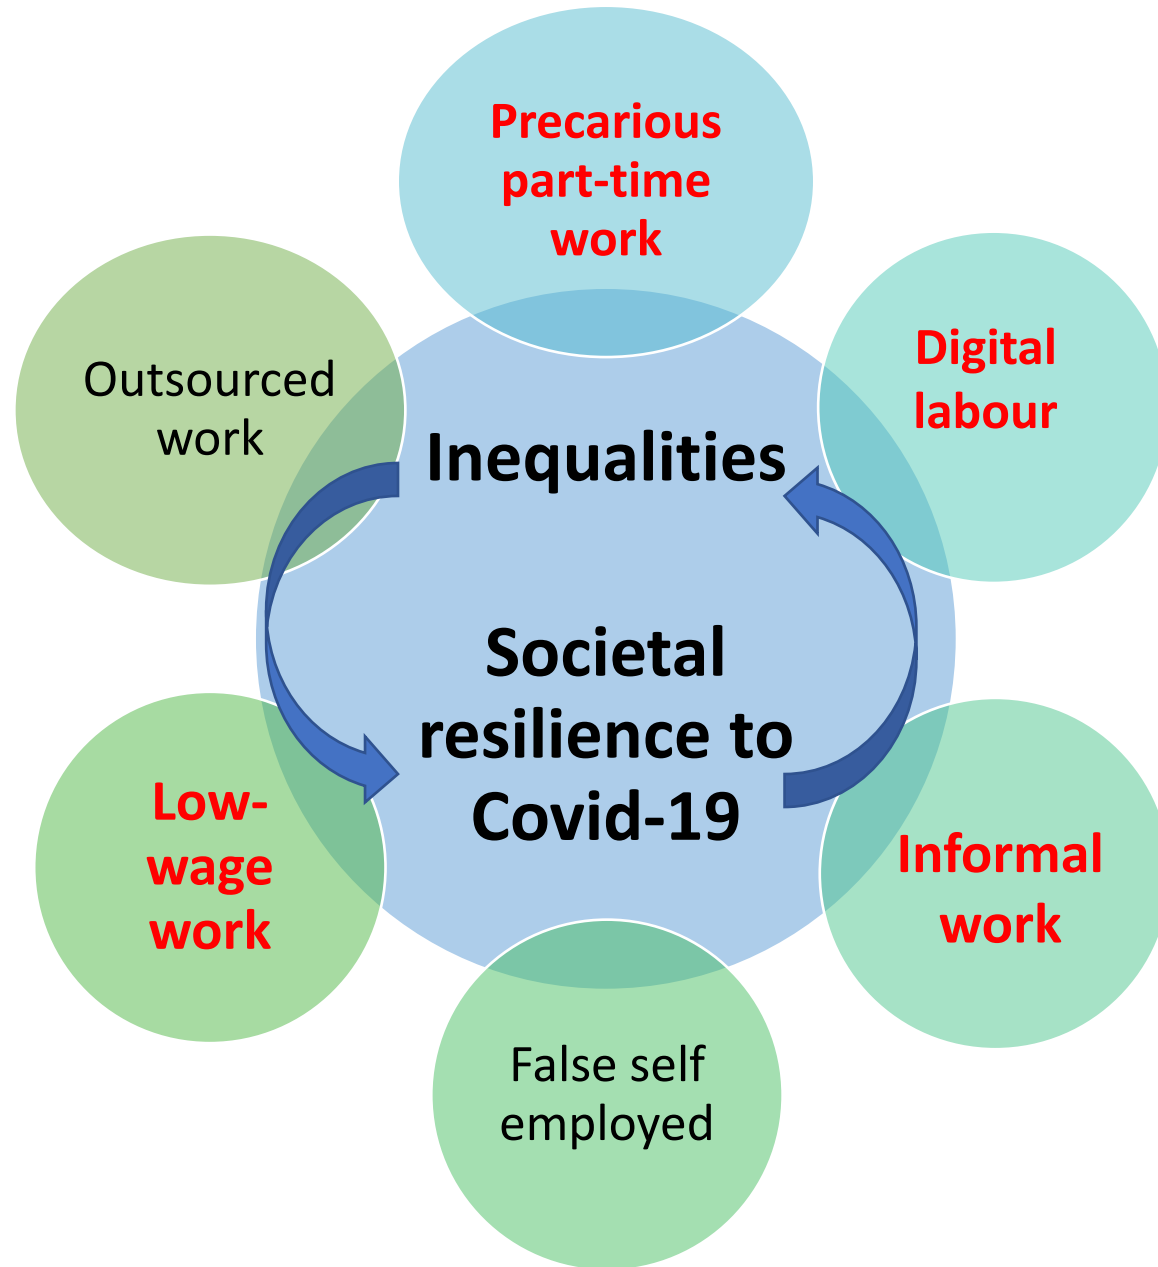 Precarious
part-time
work
Digital
labour
Outsourced
work
Inequalities
Societal
resilience to
Covid-19
Low-
wage
work
Informal
work
False self
employed